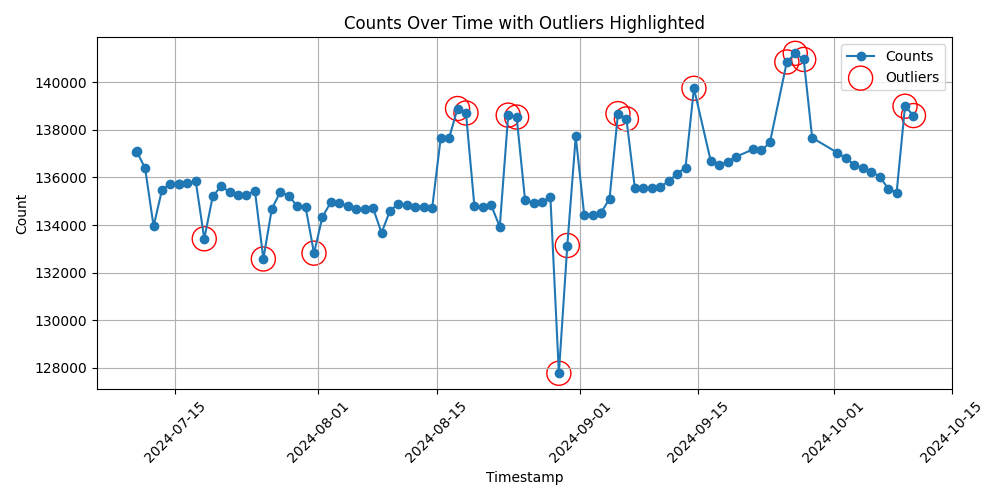 Counts Over Time with Outliers Highlighted
Counts
Outliers
140000
138000
136000
134000
132000
130000
128000
Count
2024-07-15
2024-08-01
2024-08-15
2024-09-01
2024-09-15
2024-10-01
2024-10-15
Timestamp